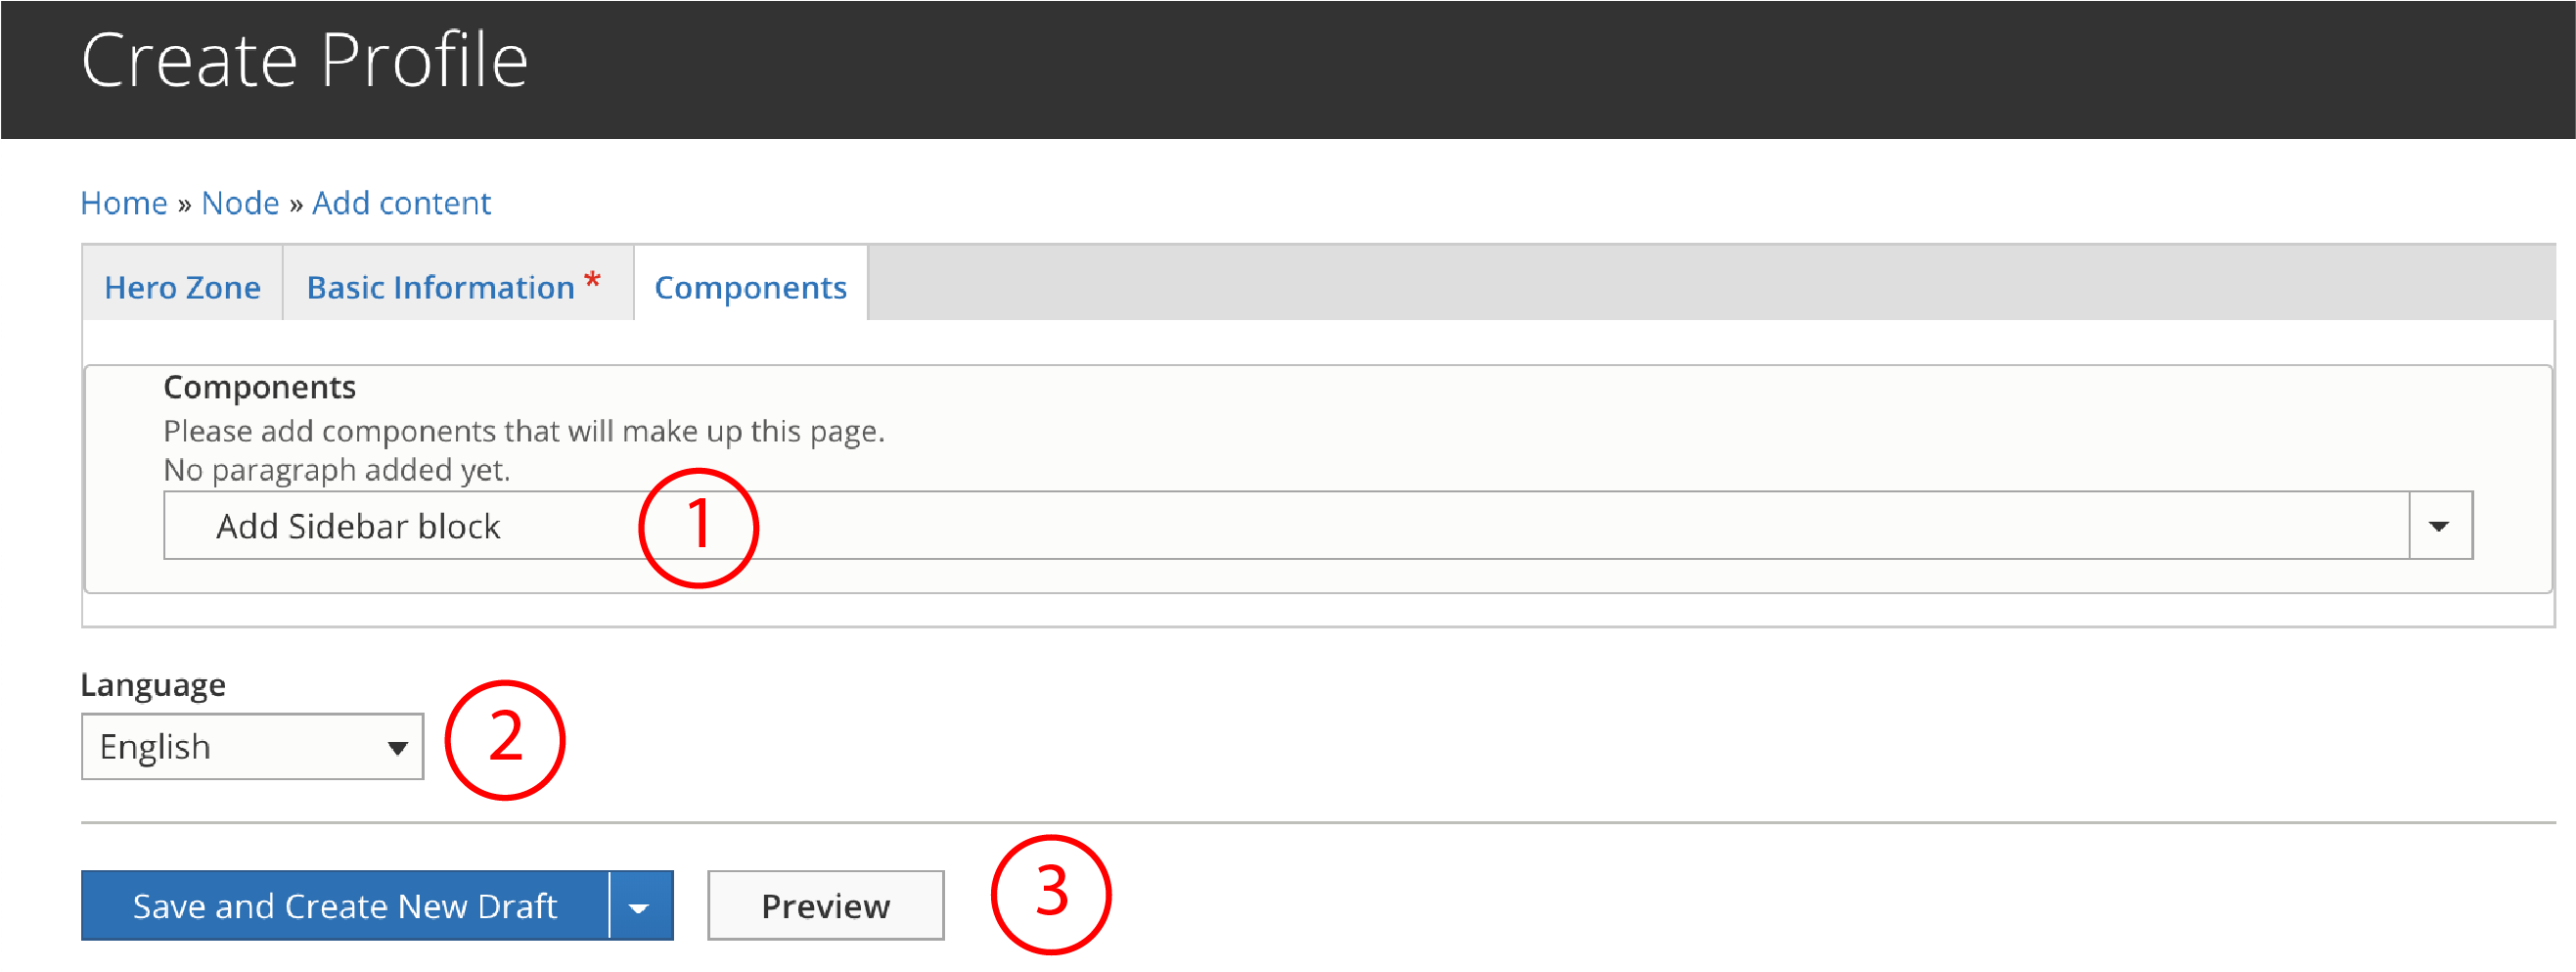 Create Profile
Home » Node » Add content
Hero Zone Basic Information * Components
Components
Please add components that will make up this page.
No paragraph added yet.
Add Sidebar block 1
Language
English 2
Save and Create New Draft Preview 3